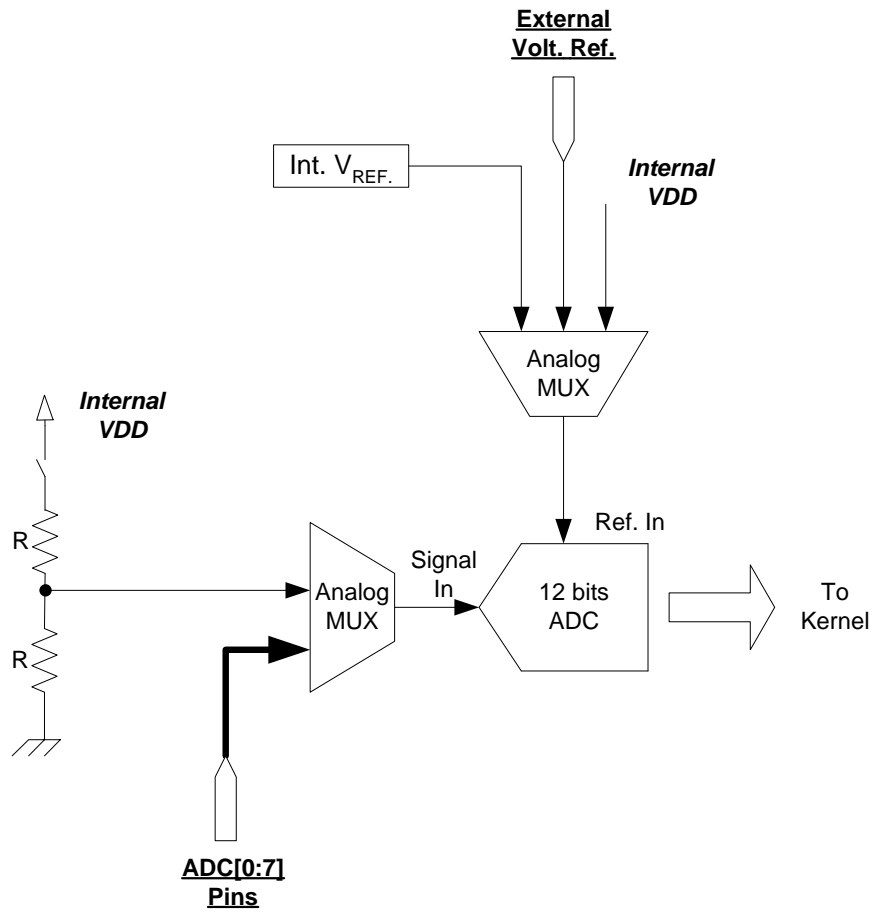 External
Volt. Ref.
Int. VREF.
Internal
VDD
Analog
MUX
Internal
VDD
Ref. In
R
Signal
In
Analog
MUX
12 bits
ADC
To
Kernel
R
ADC[0:7]
Pins